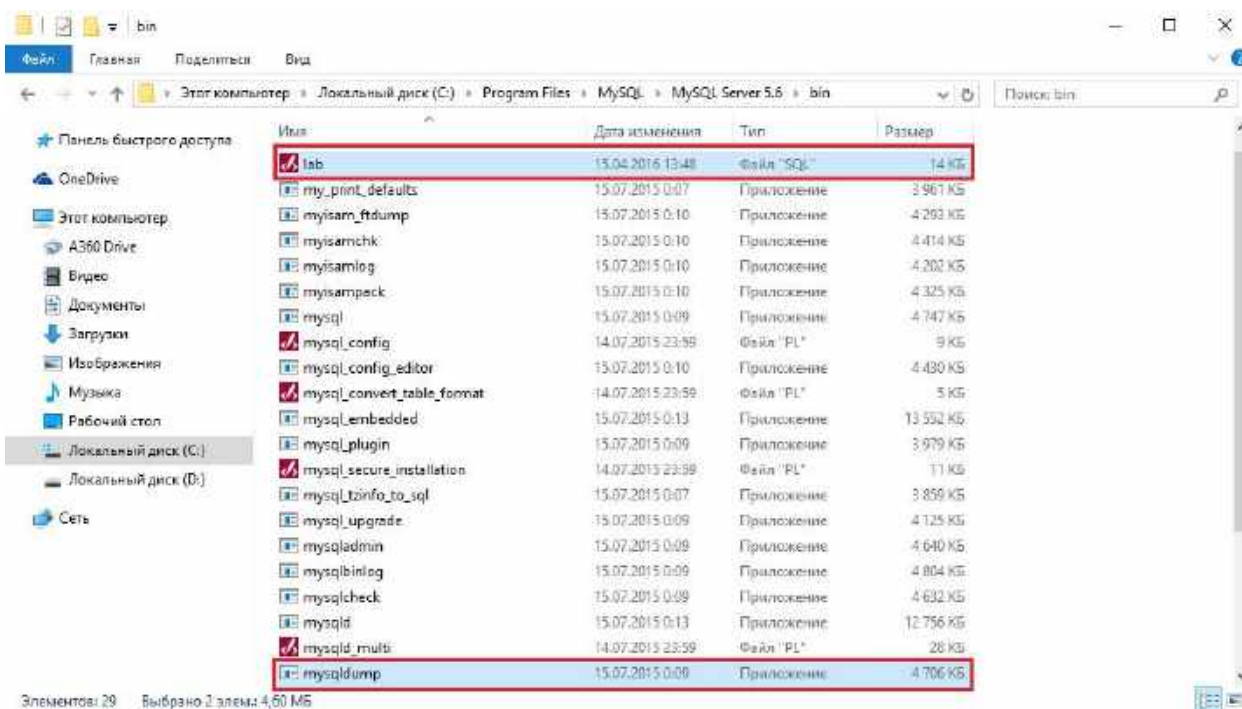 bin
Файл Главная Поделиться Вид
Этот компьютер › Локальный диск (C:) › Program Files › MySQL › MySQL Server 5.6 › bin Поиск: bin
Имя Дата изменения Тип Размер
Панель быстрого доступа
OneDrive
Этот компьютер
A360 Drive
Видео
Документы
Загрузки
Изображения
Музыка
Рабочий стол
Локальный диск (C:)
Локальный диск (D:)
Сеть
lab 15.04.2016 13:48 Файл "SQL" 14 КБ
my_print_defaults 15.07.2015 0:07 Приложение 3 961 КБ
myisam_ftdump 15.07.2015 0:10 Приложение 4 293 КБ
myisamchk 15.07.2015 0:10 Приложение 4 414 КБ
myisamlog 15.07.2015 0:10 Приложение 4 202 КБ
myisampack 15.07.2015 0:10 Приложение 4 325 КБ
mysql 15.07.2015 0:09 Приложение 4 747 КБ
mysql_config 14.07.2015 23:59 Файл "PL" 9 КБ
mysql_config_editor 15.07.2015 0:10 Приложение 4 430 КБ
mysql_convert_table_format 14.07.2015 23:59 Файл "PL" 5 КБ
mysql_embedded 15.07.2015 0:13 Приложение 13 552 КБ
mysql_plugin 15.07.2015 0:09 Приложение 3 979 КБ
mysql_secure_installation 14.07.2015 23:59 Файл "PL" 11 КБ
mysql_tzinfo_to_sql 15.07.2015 0:07 Приложение 3 859 КБ
mysql_upgrade 15.07.2015 0:09 Приложение 4 125 КБ
mysqladmin 15.07.2015 0:09 Приложение 4 640 КБ
mysqlbinlog 15.07.2015 0:09 Приложение 4 804 КБ
mysqlcheck 15.07.2015 0:09 Приложение 4 632 КБ
mysqld 15.07.2015 0:13 Приложение 12 756 КБ
mysqld_multi 14.07.2015 23:59 Файл "PL" 28 КБ
mysqldump 15.07.2015 0:09 Приложение 4 706 КБ
Элементов: 29 Выбрано 2 элем.: 4,60 МБ